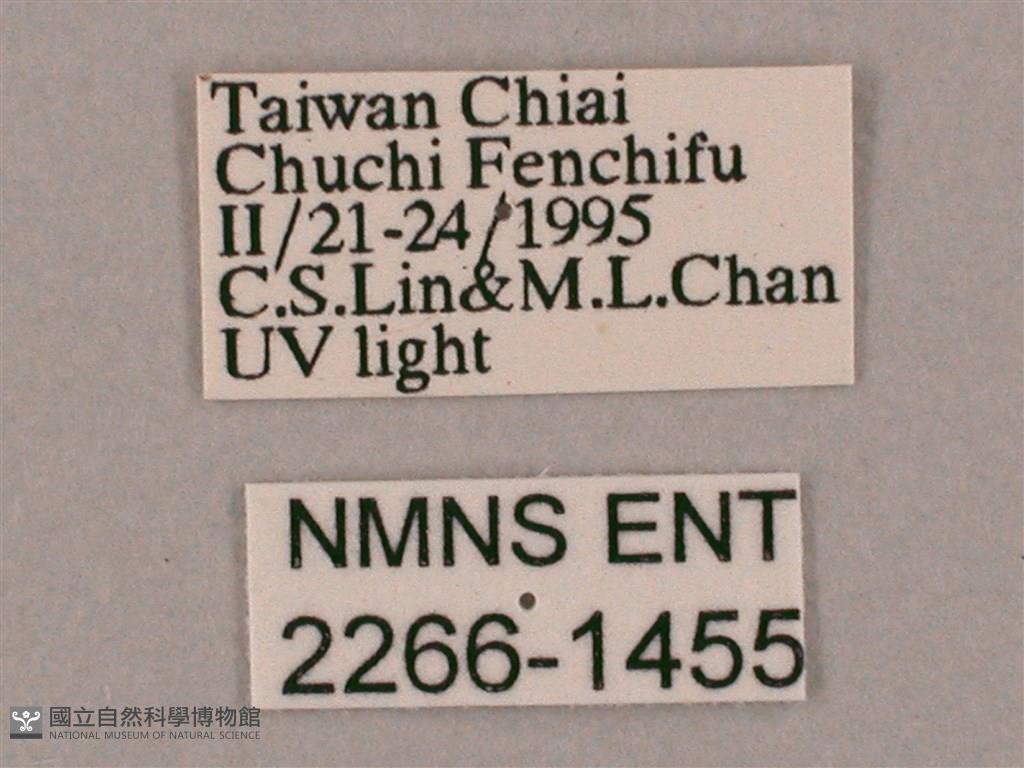 Taiwan Chiai
Chuchi Fenchifu
II/21-24/1995
C.S.Lin&M.L.Chan
UV light
NMNS ENT
2266-1455
國立自然科學博物館
NATIONAL MUSEUM OF NATURAL SCIENCE